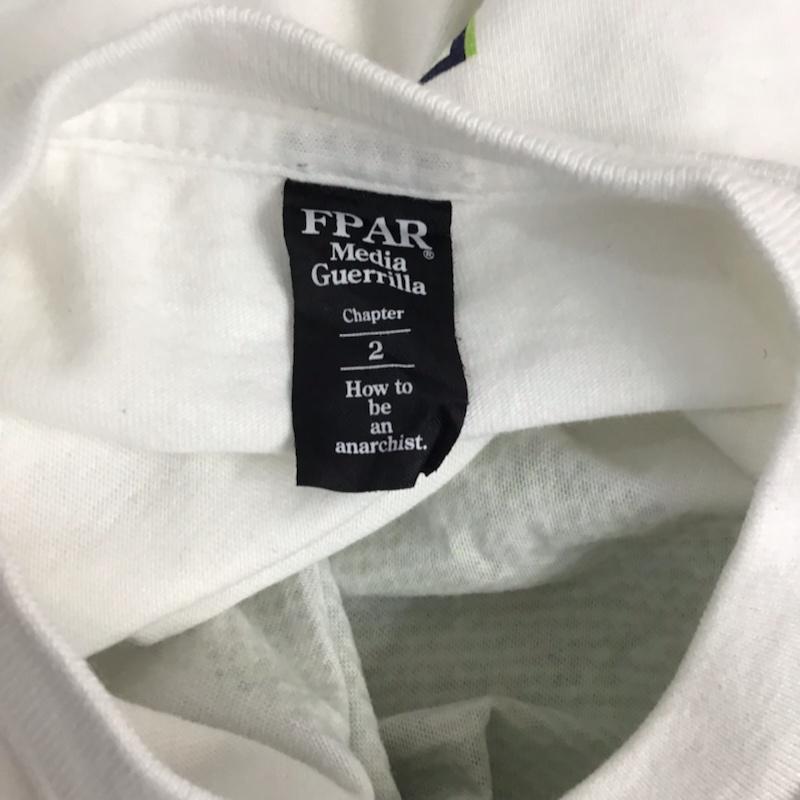 FPAR®
Media
Guerrilla
Chapter
2
How to
be
an
anarchist.